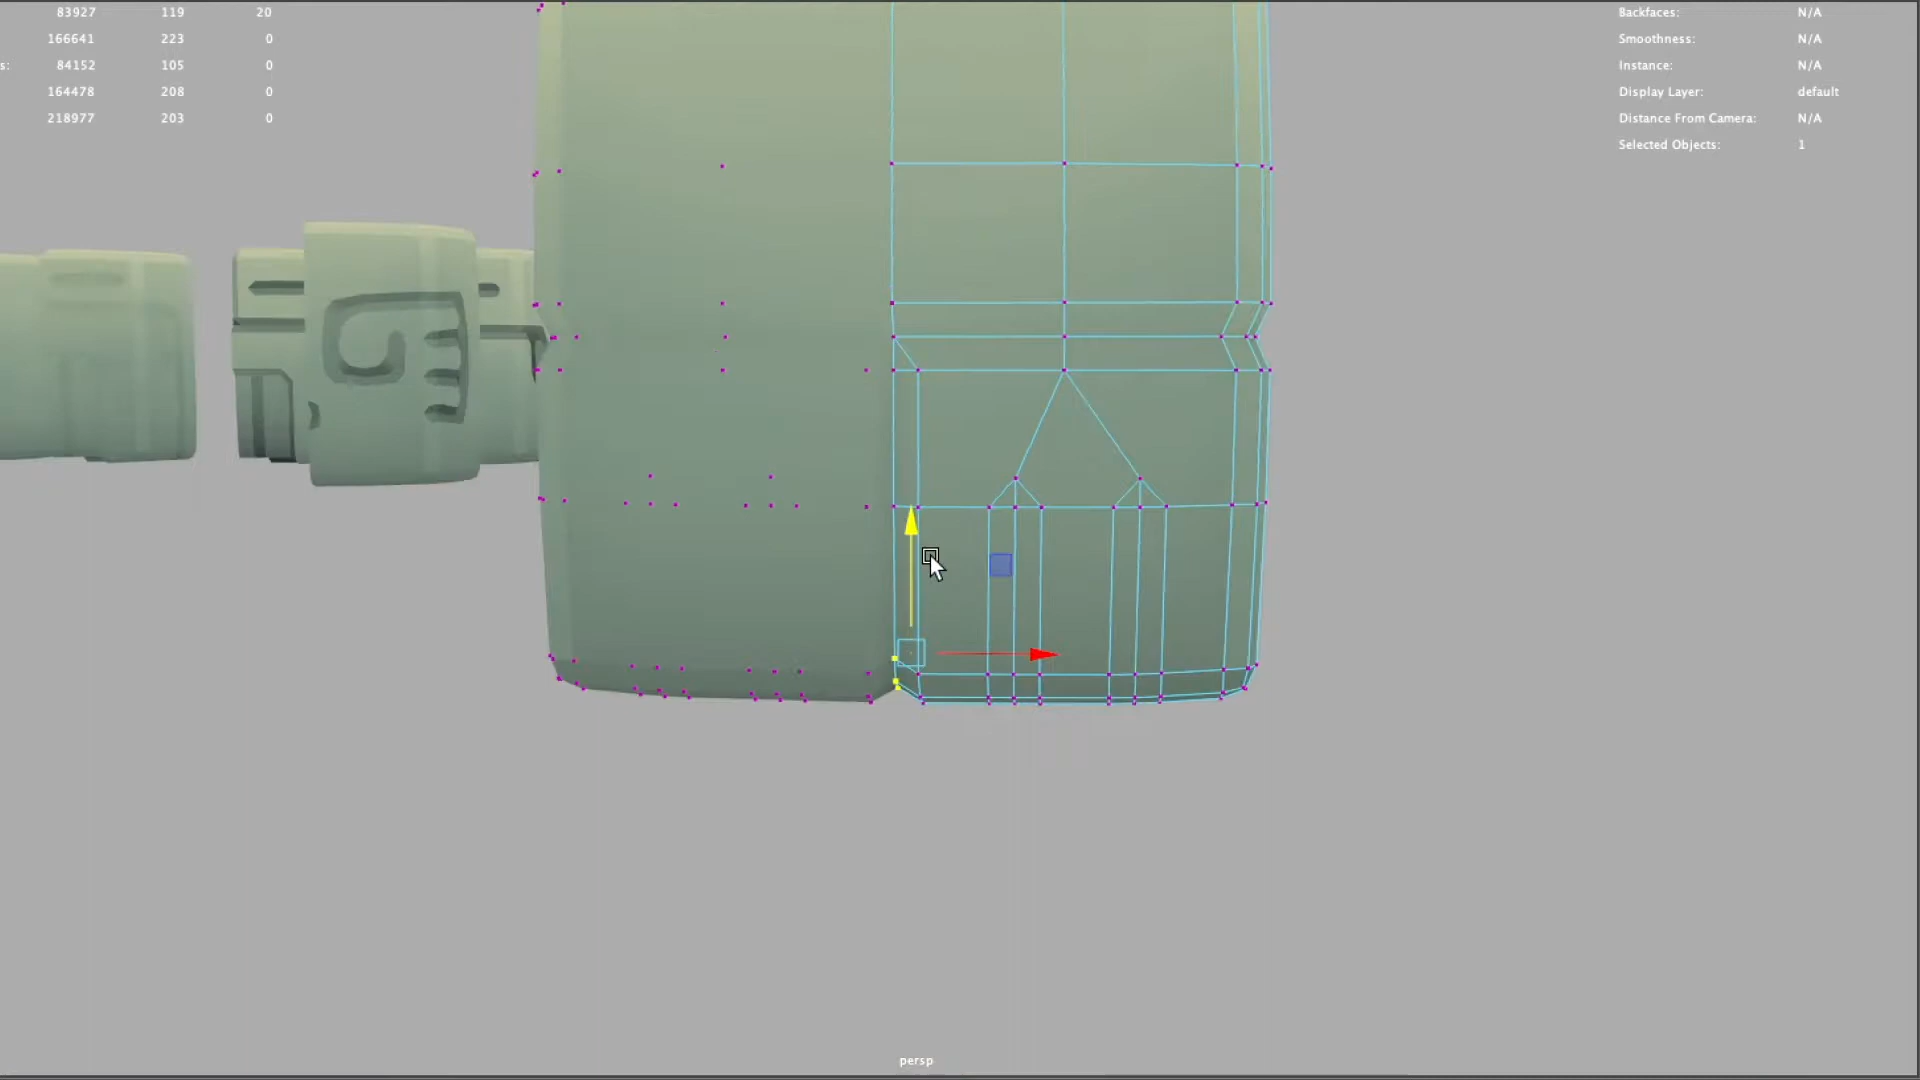 83927 119 20
166641 223 0
s: 84152 105 0
164478 208 0
218977 203 0
Backfaces: N/A
Smoothness: N/A
Instance: N/A
Display Layer: default
Distance From Camera: N/A
Selected Objects: 1
persp